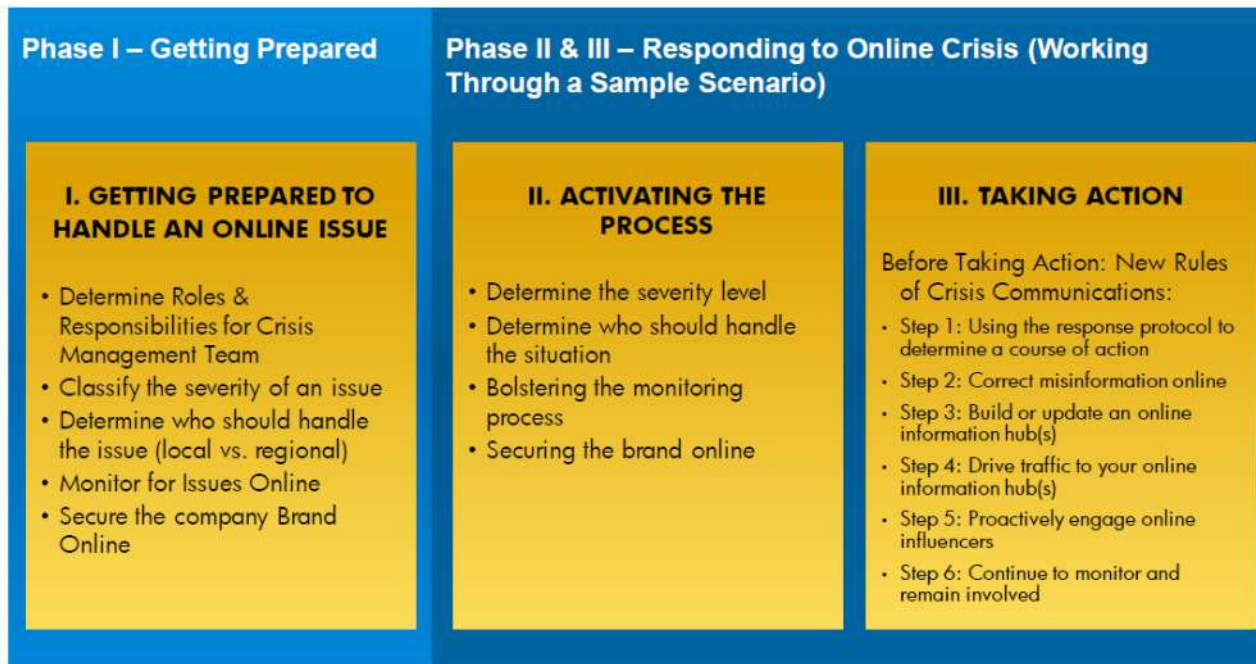 Phase I – Getting Prepared
Phase II & III – Responding to Online Crisis (Working
Through a Sample Scenario)
I. GETTING PREPARED TO
HANDLE AN ONLINE ISSUE
• Determine Roles &
Responsibilities for Crisis
Management Team
• Classify the severity of an issue
• Determine who should handle
the issue (local vs. regional)
• Monitor for Issues Online
• Secure the company Brand
Online
II. ACTIVATING THE
PROCESS
• Determine the severity level
• Determine who should handle
the situation
• Bolstering the monitoring
process
• Securing the brand online
III. TAKING ACTION
Before Taking Action: New Rules
of Crisis Communications:
• Step 1: Using the response protocol to
determine a course of action
• Step 2: Correct misinformation online
• Step 3: Build or update an online
information hub(s)
• Step 4: Drive traffic to your online
information hub(s)
• Step 5: Proactively engage online
influencers
• Step 6: Continue to monitor and
remain involved